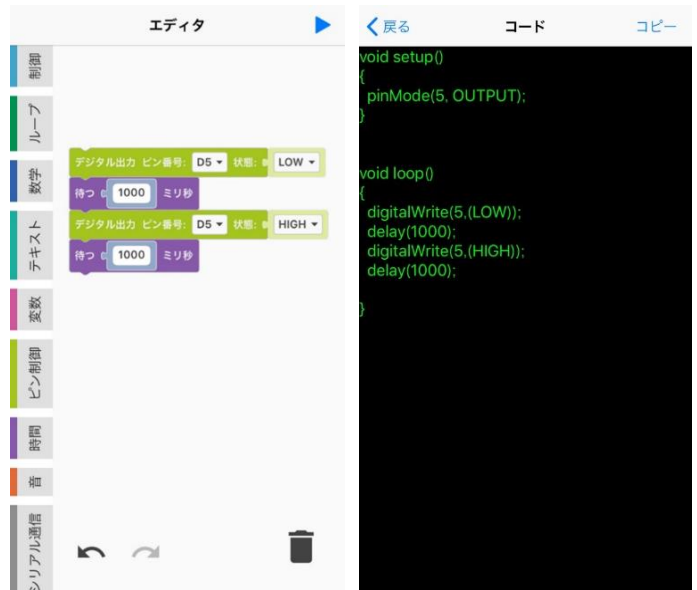 エディタ
制御
ループ
数学
テキスト
変数
ピン制御
時間
音
シリアル通信
デジタル出力 ピン番号: D5 状態: LOW
待つ 1000 ミリ秒
デジタル出力 ピン番号: D5 状態: HIGH
待つ 1000 ミリ秒
戻る コード コピー
void setup()
{
pinMode(5, OUTPUT);
}
void loop()
{
digitalWrite(5,(LOW));
delay(1000);
digitalWrite(5,(HIGH));
delay(1000);
}